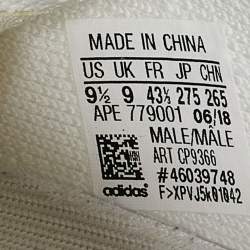 MADE IN CHINA
US UK FR JP CHN
9½ 9 43⅓ 275 265
APE 779001 06/18
MALE/MÂLE
ART CP9366
#46039748
adidas® F>XPVJ5k01042